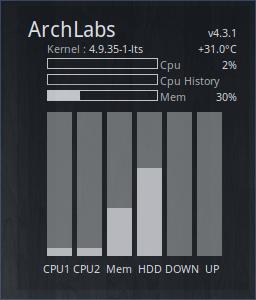 ArchLabs v4.3.1
Kernel : 4.9.35-1-lts +31.0°C
Cpu 2%
Cpu History
Mem 30%
CPU1 CPU2 Mem HDD DOWN UP